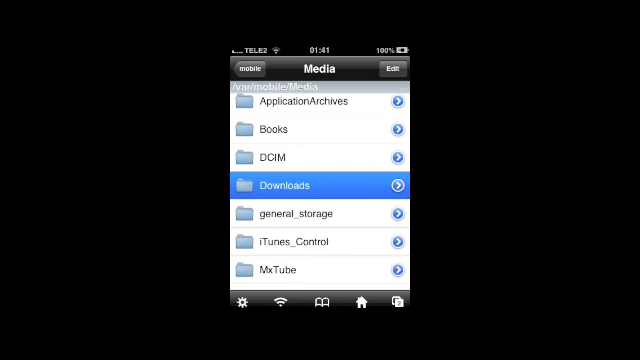 TELE2 01:41 100%
mobile Media Edit
/var/mobile/Media
ApplicationArchives
Books
DCIM
Downloads
general_storage
iTunes_Control
MxTube